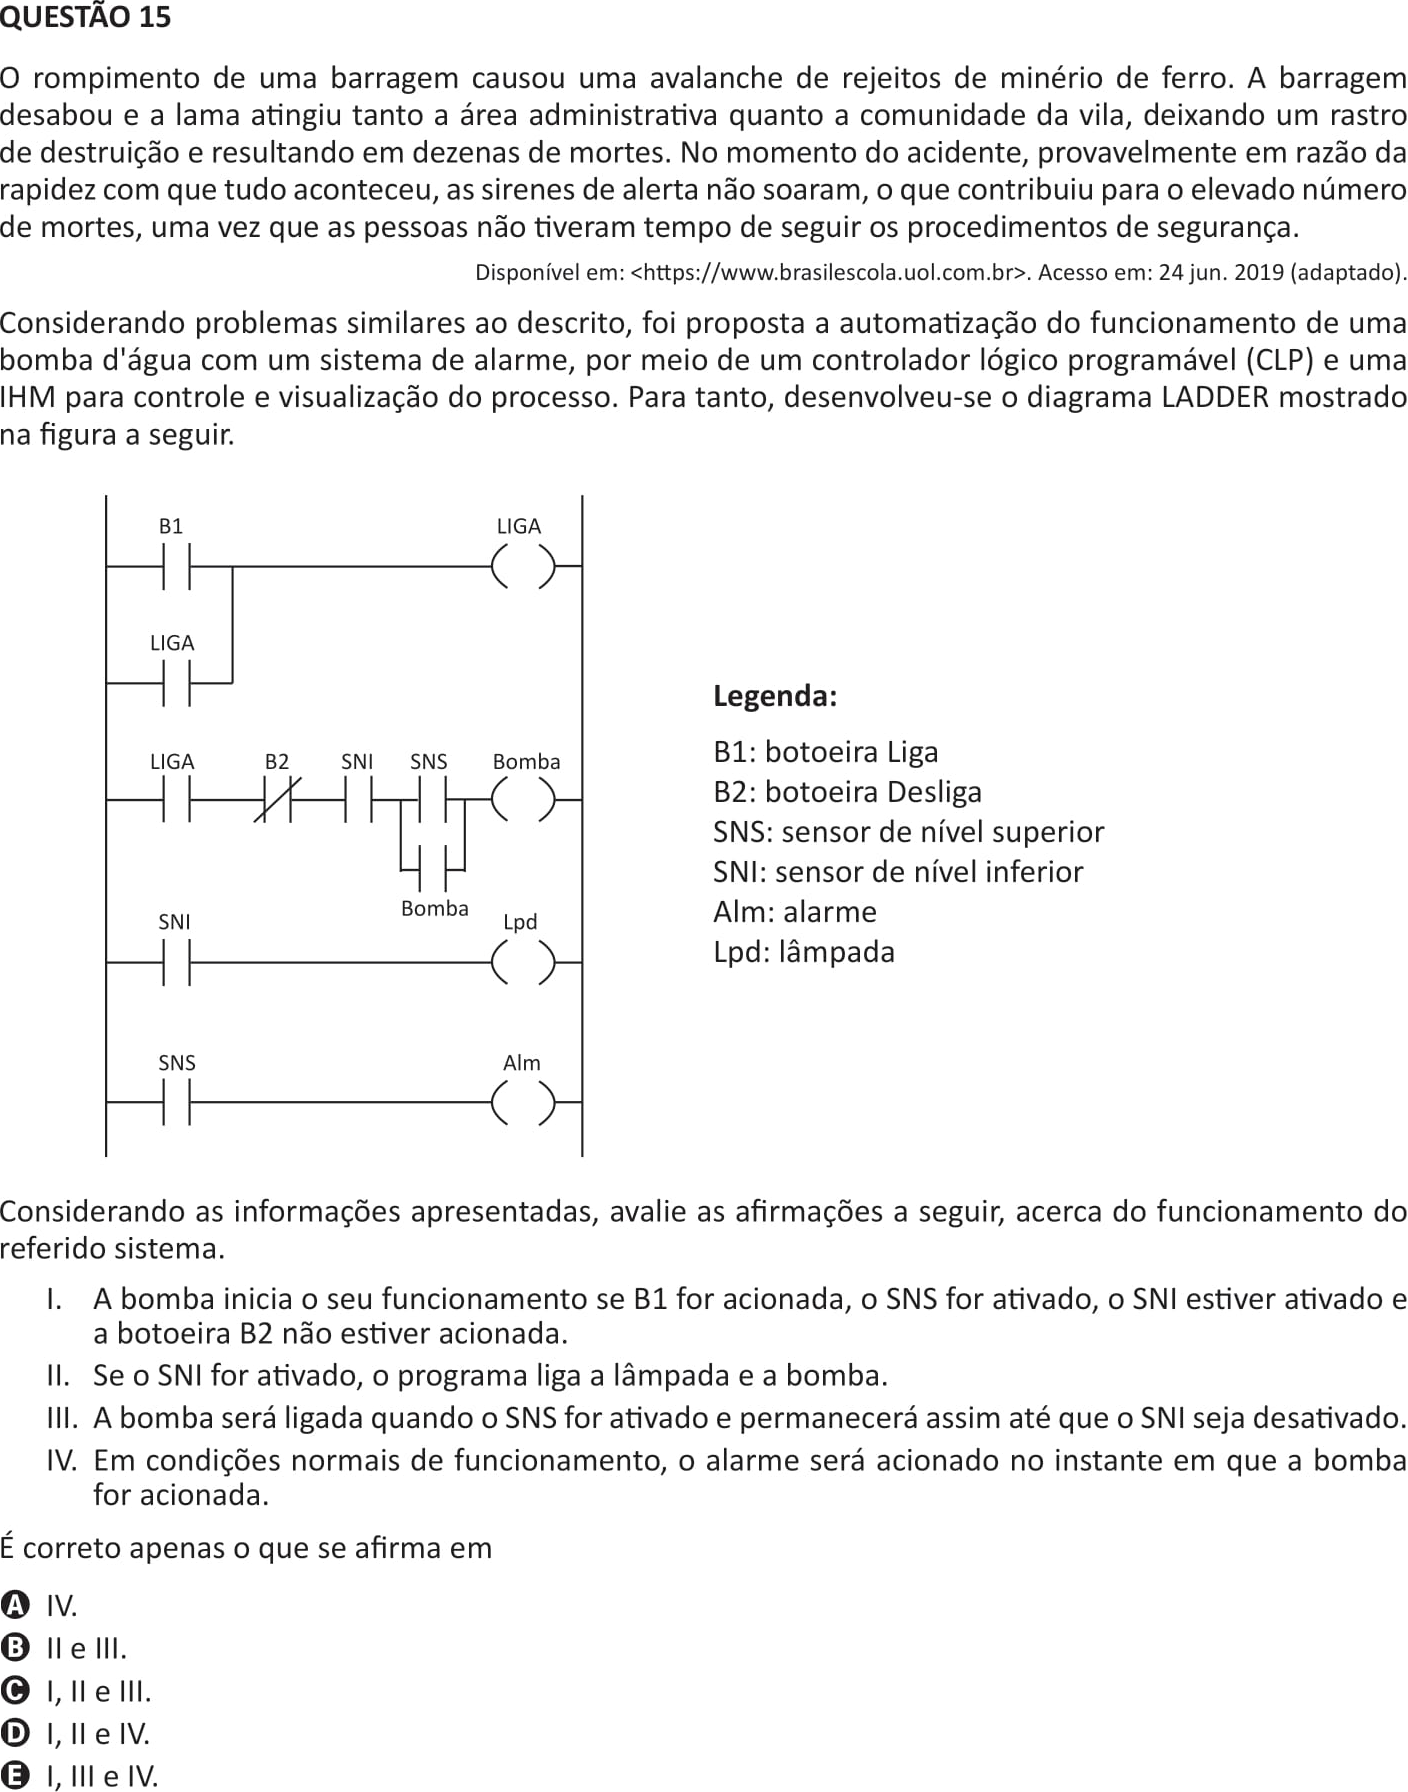 QUESTÃO 15
O rompimento de uma barragem causou uma avalanche de rejeitos de minério de ferro. A barragem
desabou e a lama atingiu tanto a área administrativa quanto a comunidade da vila, deixando um rastro
de destruição e resultando em dezenas de mortes. No momento do acidente, provavelmente em razão da
rapidez com que tudo aconteceu, as sirenes de alerta não soaram, o que contribuiu para o elevado número
de mortes, uma vez que as pessoas não tiveram tempo de seguir os procedimentos de segurança.
Disponível em: <https://www.brasilescola.uol.com.br>. Acesso em: 24 jun. 2019 (adaptado).
Considerando problemas similares ao descrito, foi proposta a automatização do funcionamento de uma
bomba d'água com um sistema de alarme, por meio de um controlador lógico programável (CLP) e uma
IHM para controle e visualização do processo. Para tanto, desenvolveu-se o diagrama LADDER mostrado
na figura a seguir.
B1 LIGA
LIGA
LIGA B2 SNI SNS Bomba
Bomba
SNI Lpd
SNS Alm
Legenda:
B1: botoeira Liga
B2: botoeira Desliga
SNS: sensor de nível superior
SNI: sensor de nível inferior
Alm: alarme
Lpd: lâmpada
Considerando as informações apresentadas, avalie as afirmações a seguir, acerca do funcionamento do
referido sistema.
I. A bomba inicia o seu funcionamento se B1 for acionada, o SNS for ativado, o SNI estiver ativado e
a botoeira B2 não estiver acionada.
II. Se o SNI for ativado, o programa liga a lâmpada e a bomba.
III. A bomba será ligada quando o SNS for ativado e permanecerá assim até que o SNI seja desativado.
IV. Em condições normais de funcionamento, o alarme será acionado no instante em que a bomba
for acionada.
É correto apenas o que se afirma em
A IV.
B II e III.
C I, II e III.
D I, II e IV.
E I, III e IV.